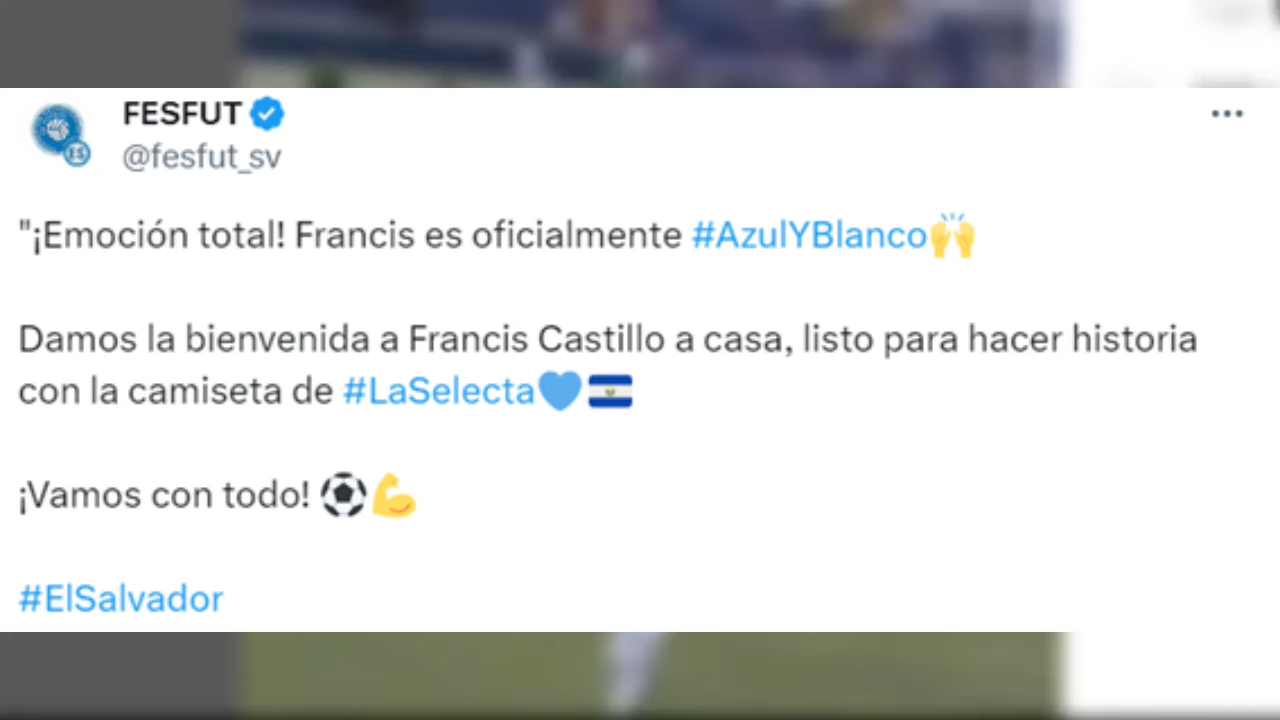 FESFUT
@fesfut_sv
"¡Emoción total! Francis es oficialmente #AzulYBlanco🙌
Damos la bienvenida a Francis Castillo a casa, listo para hacer historia
con la camiseta de #LaSelecta💙🇸🇻
¡Vamos con todo! ⚽💪
#ElSalvador